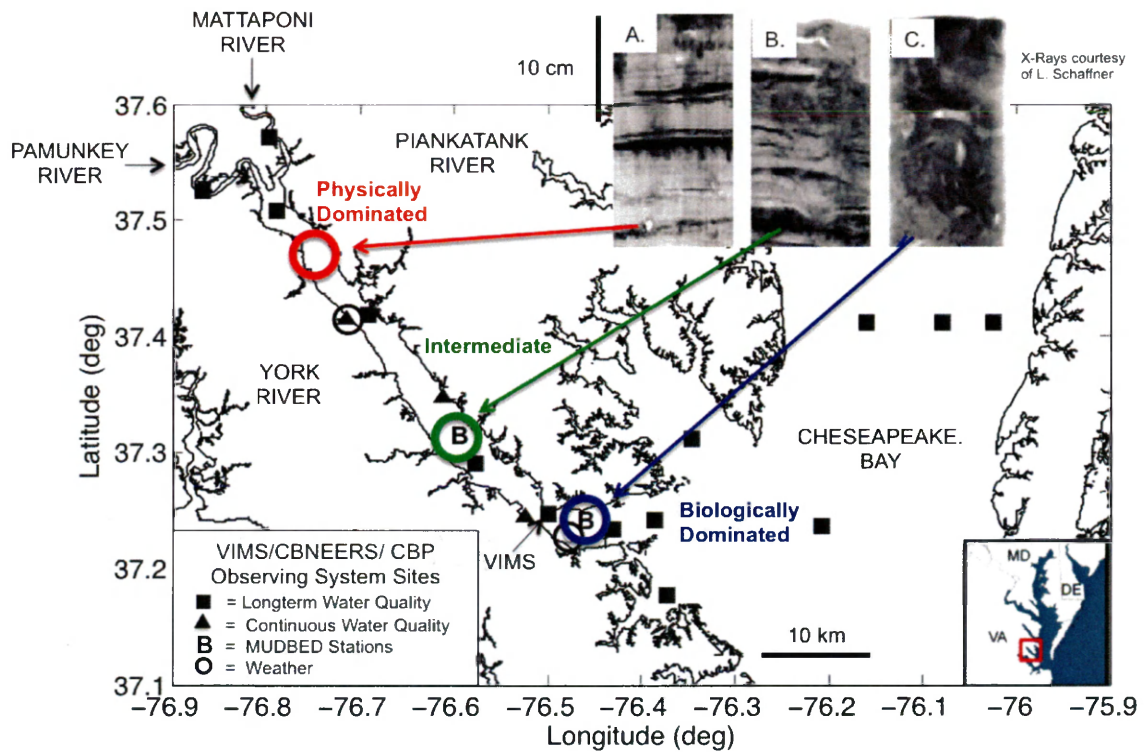 MATTAPONI
RIVER
PAMUNKEY
RIVER
PIANKATANK
RIVER
10 cm
A.
B.
C.
X-Rays courtesy
of L. Schaffner
Physically
Dominated
Intermediate
YORK
RIVER
B
B
Biologically
Dominated
CHESEAPEAKE.
BAY
VIMS
VIMS/CBNEERS/ CBP
Observing System Sites
= Longterm Water Quality
= Continuous Water Quality
B = MUDBED Stations
= Weather
10 km
MD
DE
VA
37.6
37.5
37.4
37.3
37.2
37.1
Latitude (deg)
−76.9 −76.8 −76.7 −76.6 −76.5 −76.4 −76.3 −76.2 −76.1 −76 −75.9
Longitude (deg)